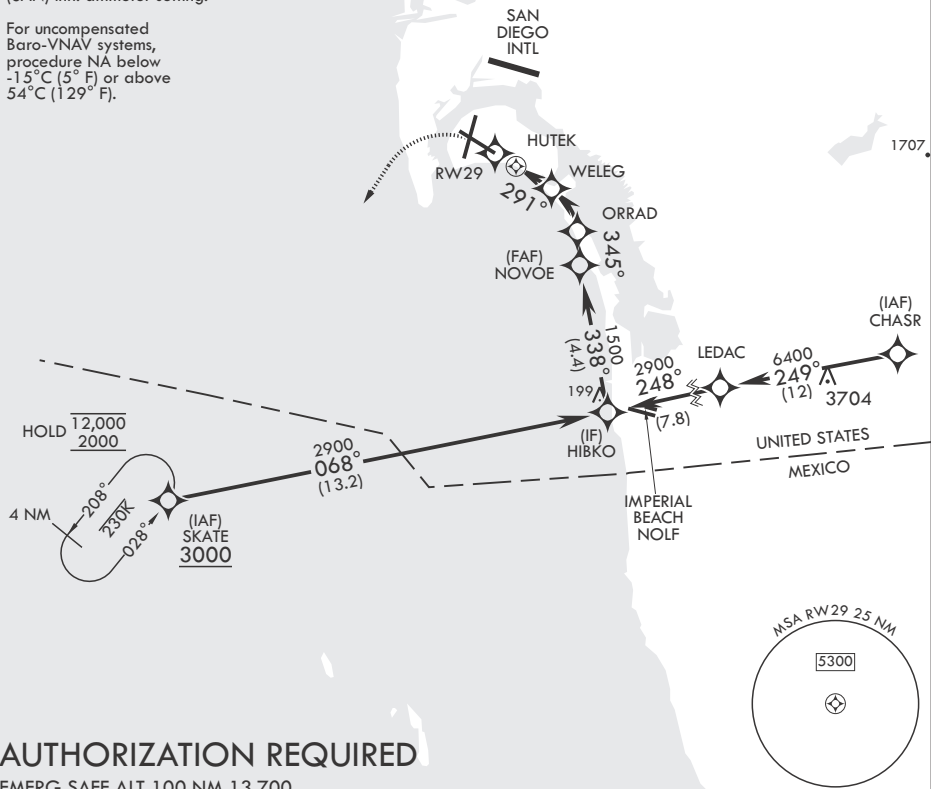 For uncompensated
Baro-VNAV systems,
procedure NA below
-15°C (5° F) or above
54°C (129° F).
SAN
DIEGO
INTL
HUTEK
RW29
WELEG
291°
ORRAD
345°
(FAF)
NOVOE
1707
(IAF)
CHASR
LEDAC
6400
249°
(12)
3704
2900
248°
(7.8)
1500
338°
(4.4)
199
(IF)
HIBKO
UNITED STATES
MEXICO
IMPERIAL
BEACH
NOLF
HOLD 12,000
2000
2900
068°
(13.2)
4 NM
208°
230K
028°
(IAF)
SKATE
3000
MSA RW29 25 NM
5300
AUTHORIZATION REQUIRED
EMERG SAFE ALT 100 NM 13,700